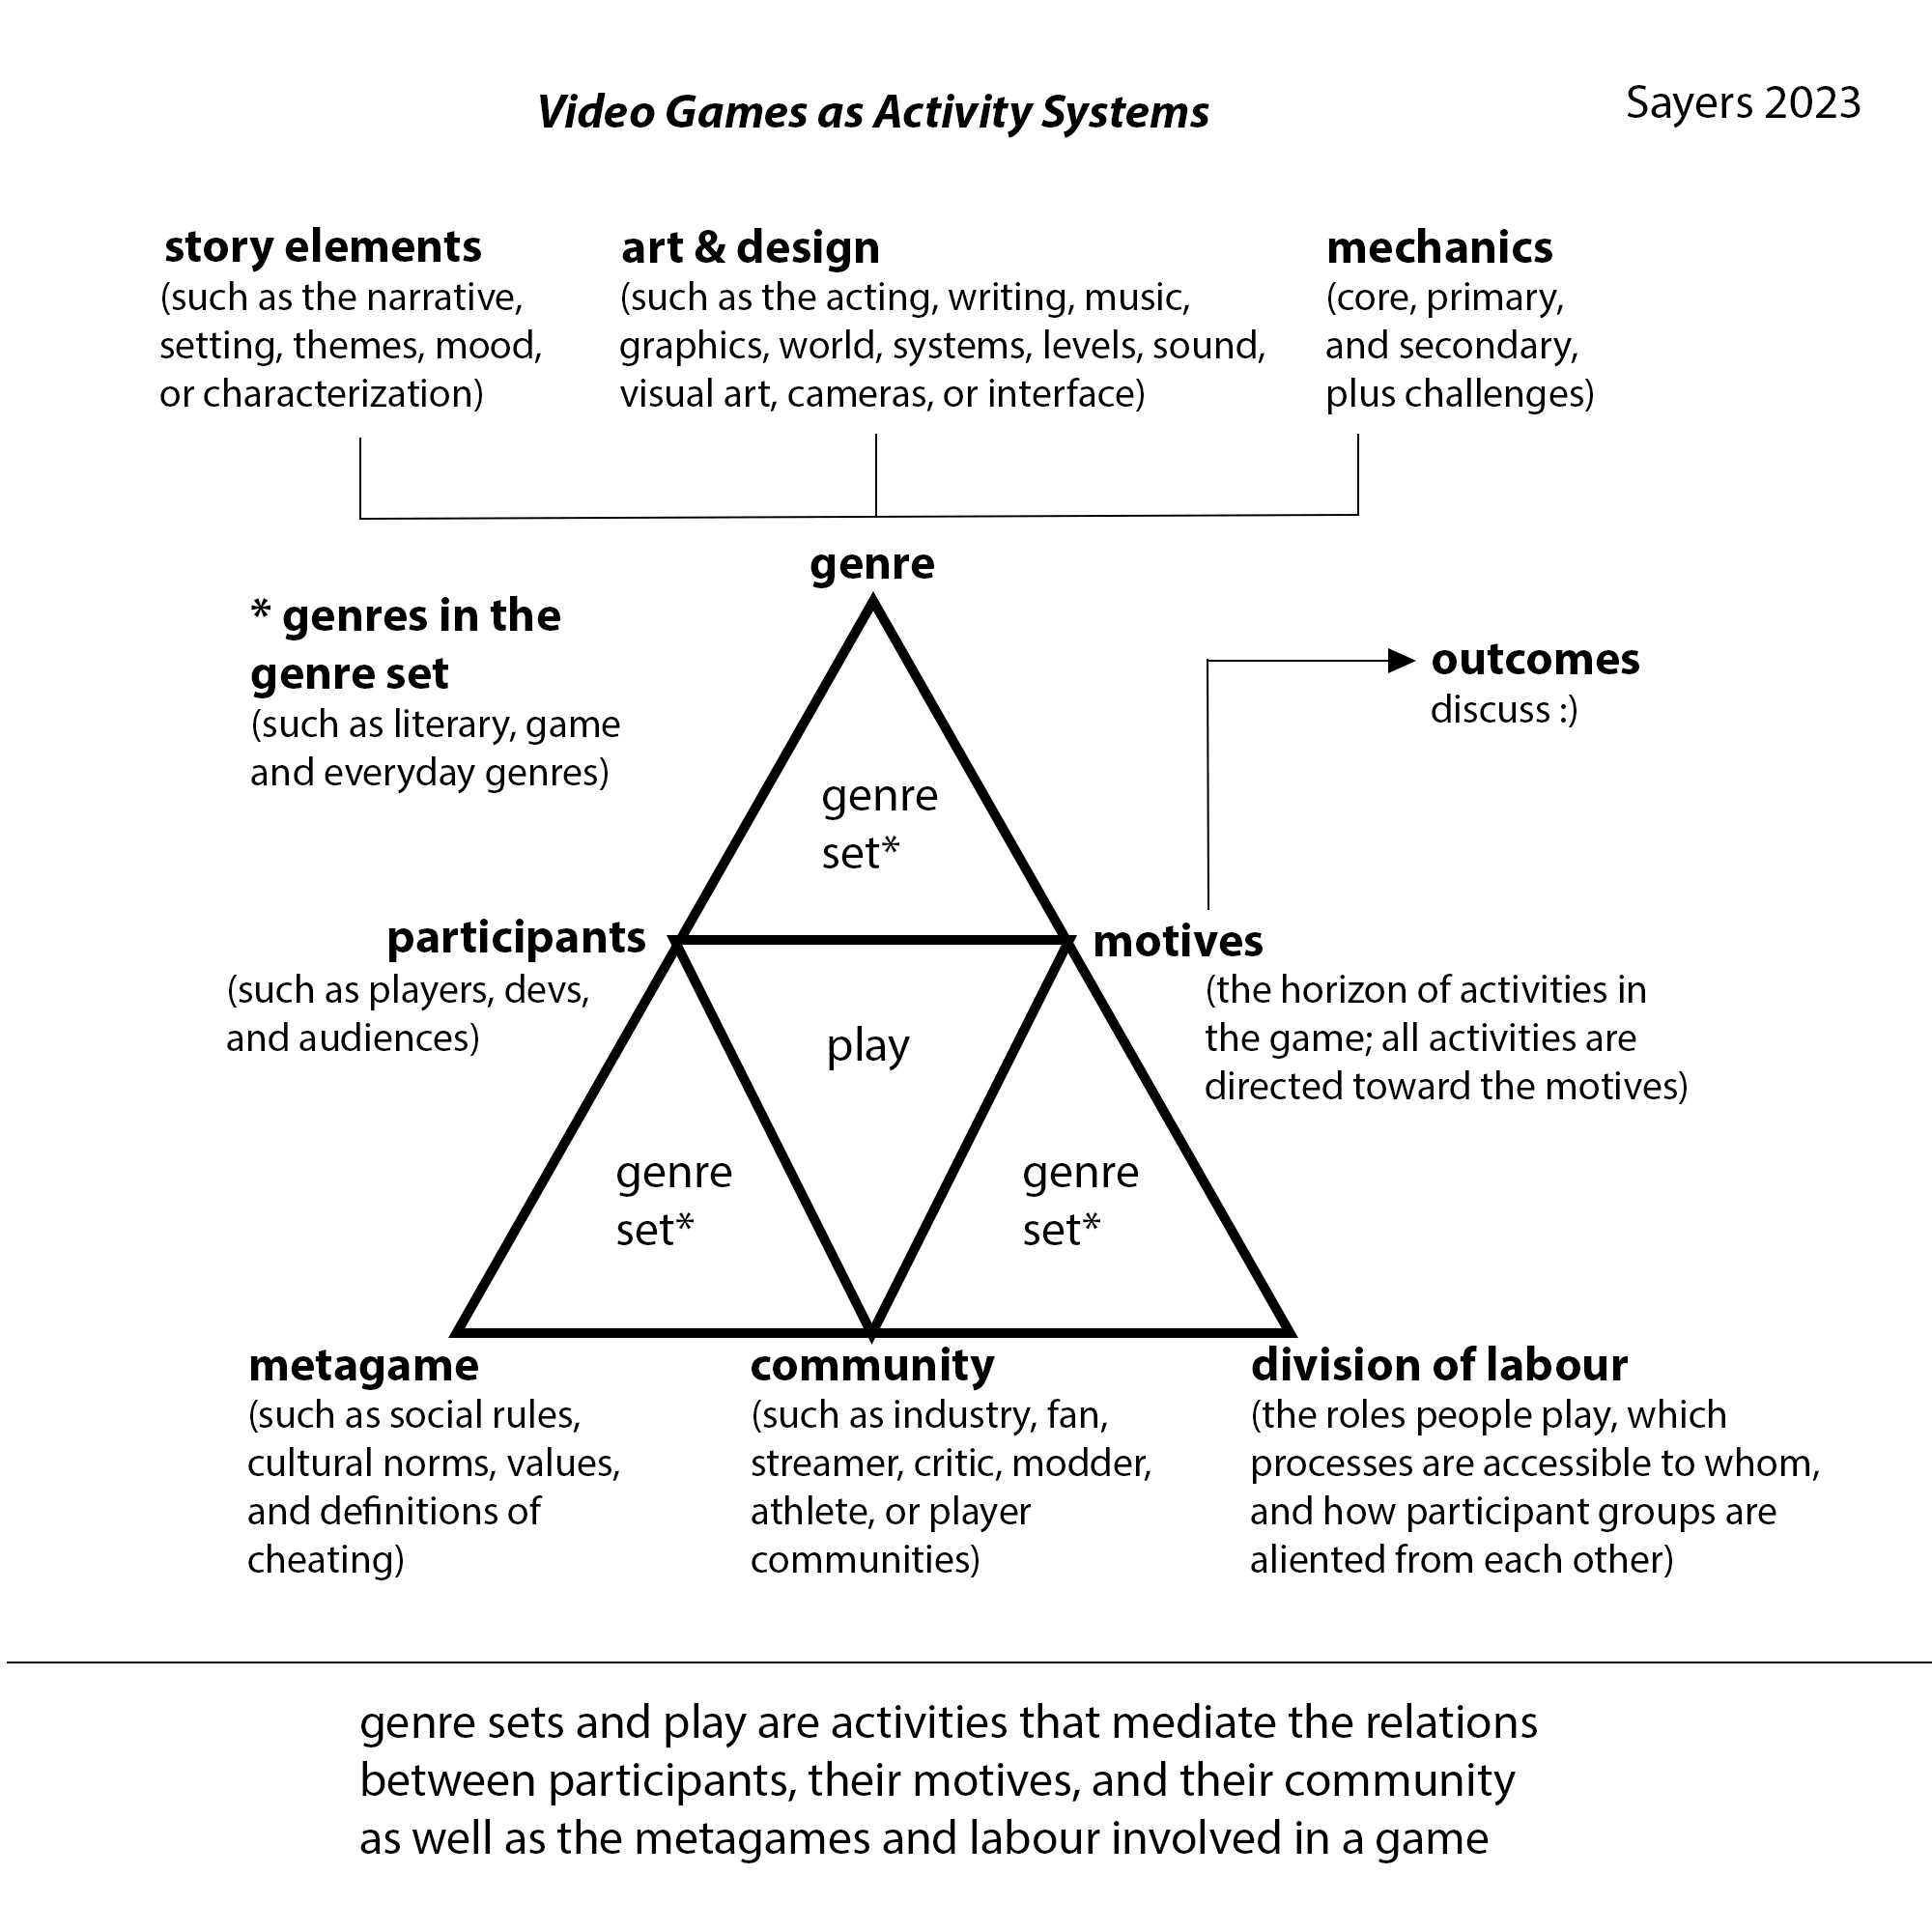 Video Games as Activity Systems
Sayers 2023
story elements
(such as the narrative,
setting, themes, mood,
or characterization)
art & design
(such as the acting, writing, music,
graphics, world, systems, levels, sound,
visual art, cameras, or interface)
mechanics
(core, primary,
and secondary,
plus challenges)
genre
* genres in the
genre set
(such as literary, game
and everyday genres)
outcomes
discuss :)
genre
set*
participants
(such as players, devs,
and audiences)
motives
(the horizon of activities in
the game; all activities are
directed toward the motives)
play
genre
set*
genre
set*
metagame
(such as social rules,
cultural norms, values,
and definitions of
cheating)
community
(such as industry, fan,
streamer, critic, modder,
athlete, or player
communities)
division of labour
(the roles people play, which
processes are accessible to whom,
and how participant groups are
aliented from each other)
genre sets and play are activities that mediate the relations
between participants, their motives, and their community
as well as the metagames and labour involved in a game